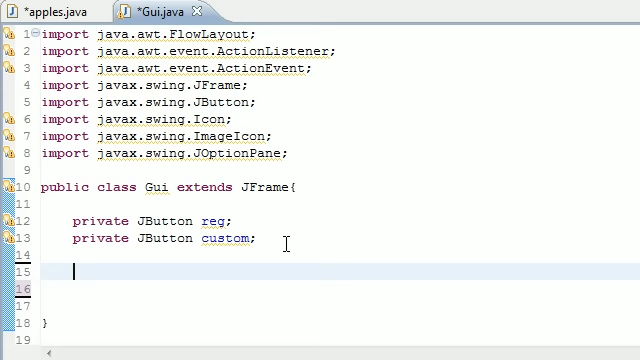 *apples.java *Gui.java
1 import java.awt.FlowLayout;
2 import java.awt.event.ActionListener;
3 import java.awt.event.ActionEvent;
4 import javax.swing.JFrame;
5 import javax.swing.JButton;
6 import javax.swing.Icon;
7 import javax.swing.ImageIcon;
8 import javax.swing.JOptionPane;
9
10 public class Gui extends JFrame{
11
12 private JButton reg;
13 private JButton custom;
14
15
16
17
18 }
19